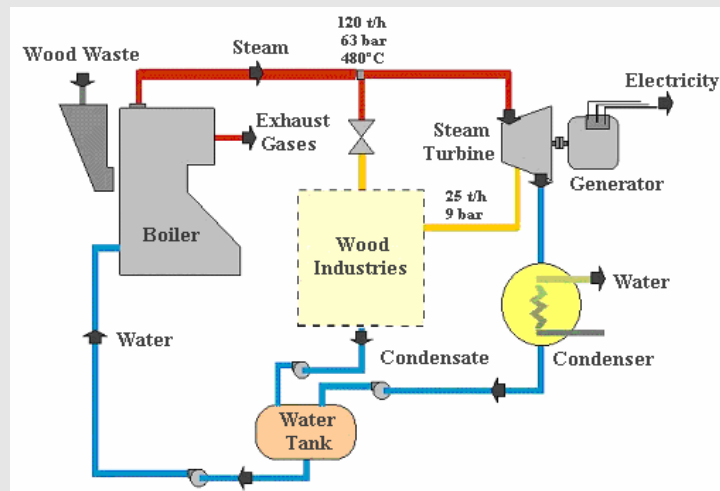 120 t/h
63 bar
480°C
Steam
Wood Waste
Electricity
Exhaust
Gases
Steam
Turbine
Generator
25 t/h
9 bar
Boiler
Wood
Industries
Water
Water
Condensate
Condenser
Water
Tank